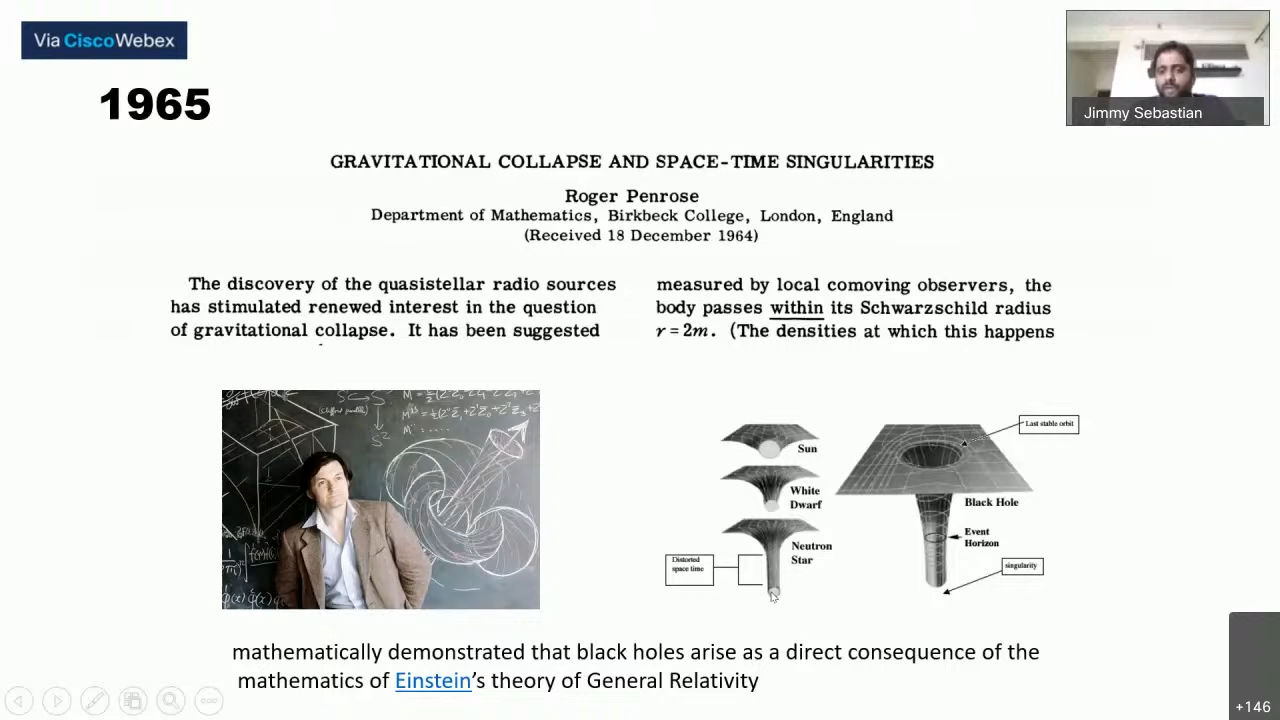 Via Cisco Webex
Jimmy Sebastian
1965
GRAVITATIONAL COLLAPSE AND SPACE-TIME SINGULARITIES
Roger Penrose
Department of Mathematics, Birkbeck College, London, England
(Received 18 December 1964)
The discovery of the quasistellar radio sources
has stimulated renewed interest in the question
of gravitational collapse. It has been suggested
measured by local comoving observers, the
body passes within its Schwarzschild radius
r = 2m. (The densities at which this happens
Sun
White
Dwarf
Neutron
Star
Distorted
space time
Last stable orbit
Black Hole
Event
Horizon
singularity
mathematically demonstrated that black holes arise as a direct consequence of the
mathematics of Einstein's theory of General Relativity
+146